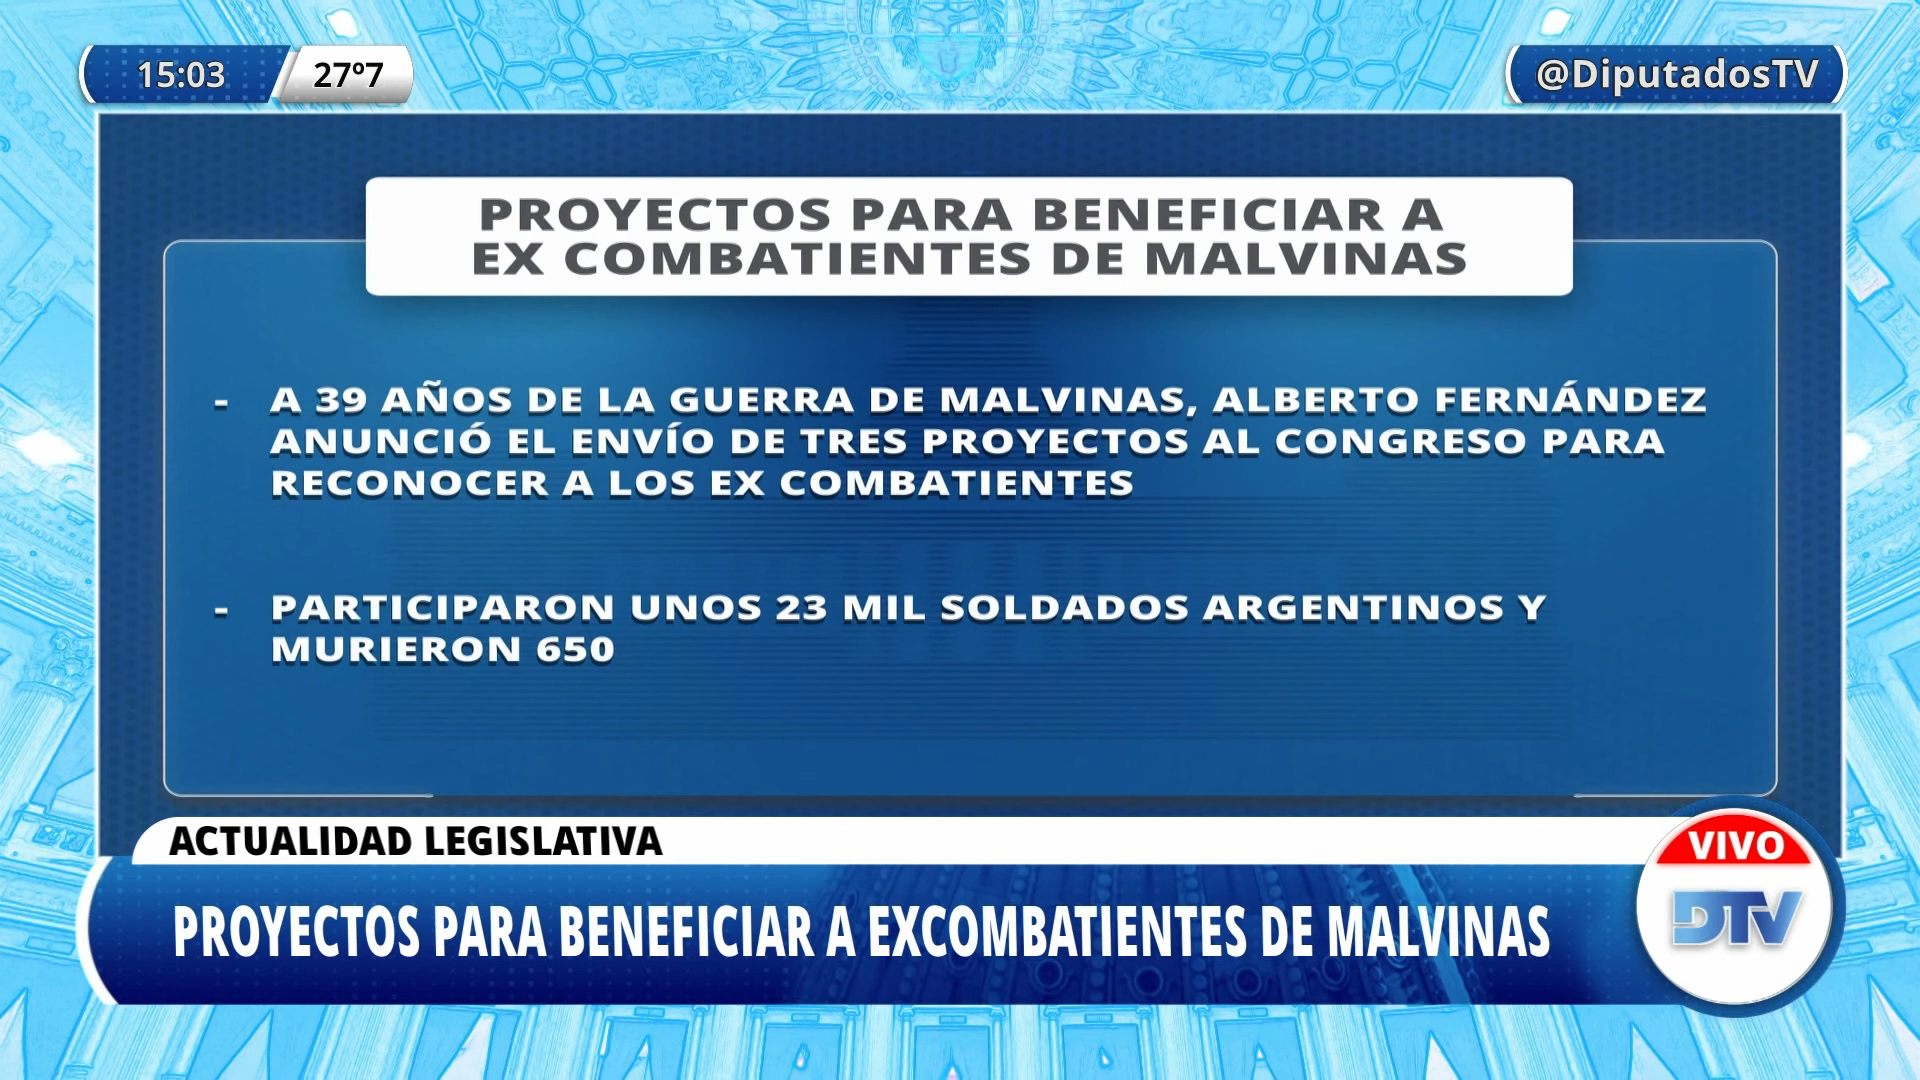 15:03
27º7
@DiputadosTV
PROYECTOS PARA BENEFICIAR A
EX COMBATIENTES DE MALVINAS
- A 39 AÑOS DE LA GUERRA DE MALVINAS, ALBERTO FERNÁNDEZ
ANUNCIÓ EL ENVÍO DE TRES PROYECTOS AL CONGRESO PARA
RECONOCER A LOS EX COMBATIENTES
- PARTICIPARON UNOS 23 MIL SOLDADOS ARGENTINOS Y
MURIERON 650
ACTUALIDAD LEGISLATIVA
VIVO
PROYECTOS PARA BENEFICIAR A EXCOMBATIENTES DE MALVINAS
DTV